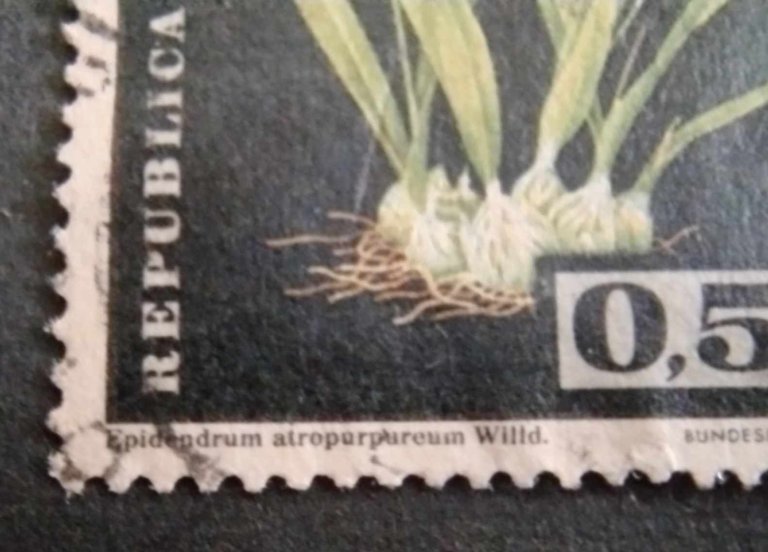 REPUBLICA
0,5
Epidendrum atropurpureum Willd.
BUNDES